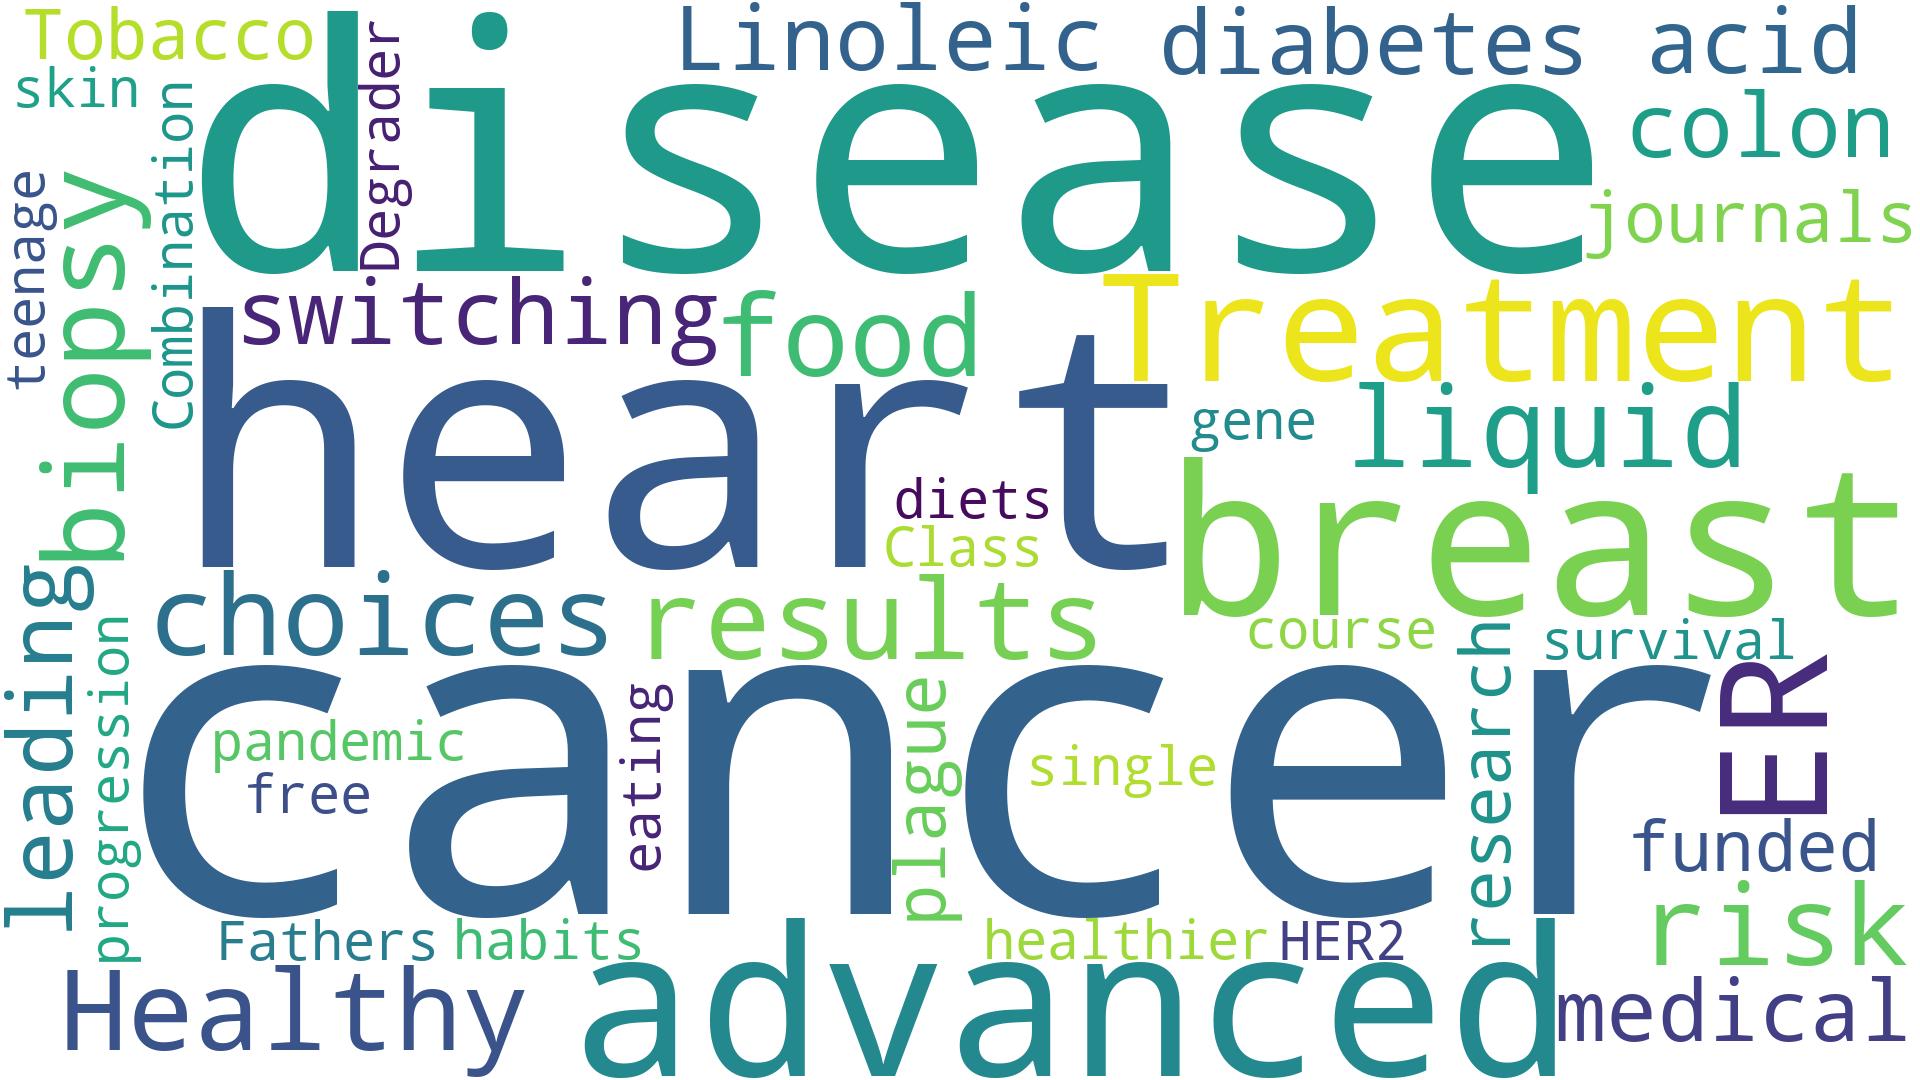 Tobacco
Linoleic
diabetes
acid
skin
disease
Degrader
Combination
colon
journals
teenage
biopsy
switching
food
Treatment
heart
gene
liquid
diets
Class
breast
choices
results
course
survival
leading
progression
cancer
pandemic
free
eating
plague
single
research
ER
funded
risk
Fathers
habits
healthier
HER2
Healthy
advanced
medical